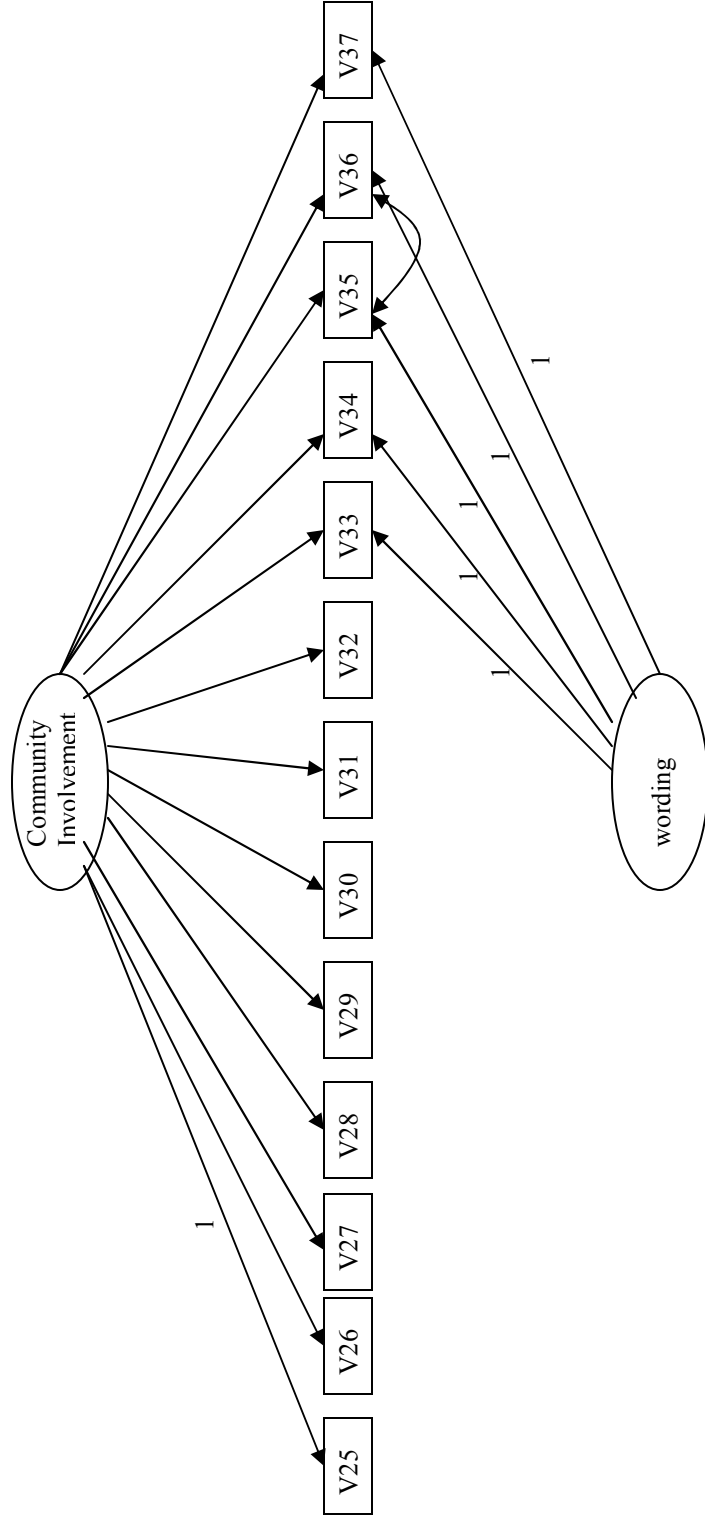 Community
Involvement
1
V25
V26
V27
V28
V29
V30
V31
V32
V33
V34
V35
V36
V37
1
1
1
1
1
wording